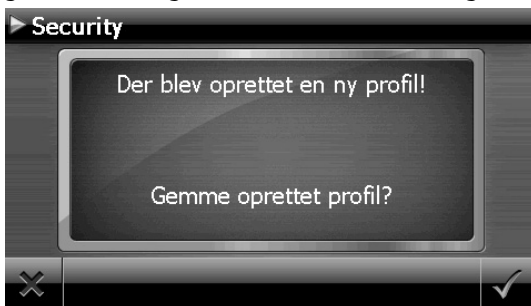 Security
Der blev oprettet en ny profil!
Gemme oprettet profil?